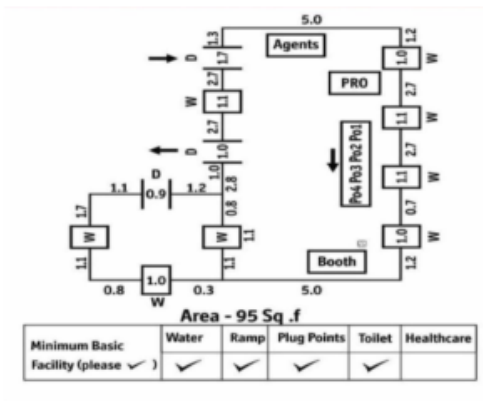 5.0
Agents
1.3
D
1.7
2.7
W
1.1
2.7
D
1.0
1.0
2.8
1.2
1.0
W
PRO
2.7
1.1
W
2.7
Po4 Po3 Po2 Po1
1.1
W
0.7
1.0
W
1.2
D
1.1
0.9
1.2
0.8
1.7
W
W
1.1
1.1
1.1
Booth
0.8
1.0
0.3
5.0
W
Area - 95 Sq .f
Minimum Basic Facility (please ✓ )
Water
Ramp
Plug Points
Toilet
Healthcare
✓
✓
✓
✓